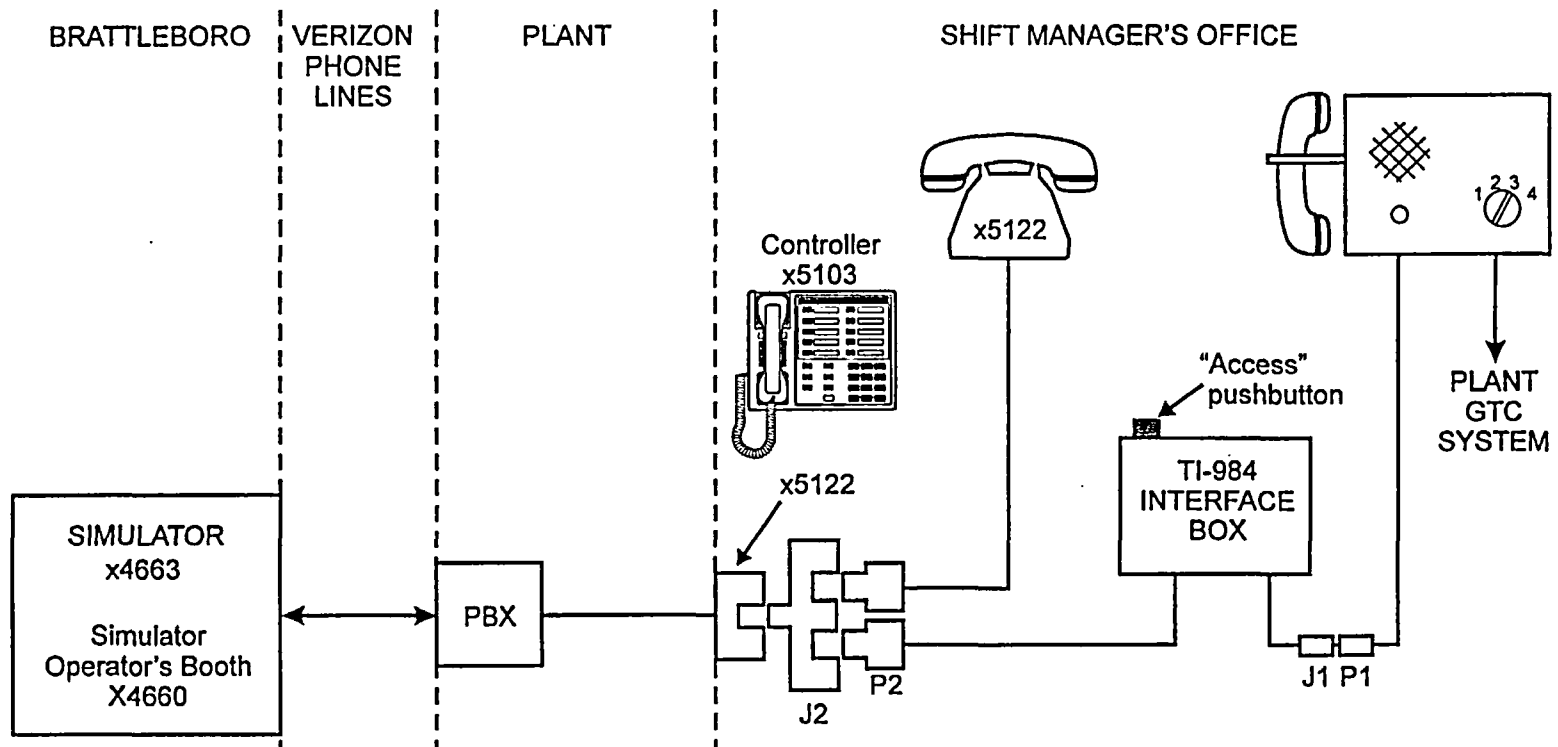 BRATTLEBORO
VERIZON
PHONE
LINES
PLANT
SHIFT MANAGER'S OFFICE
1 2 3 4
x5122
Controller
x5103
"Access"
pushbutton
PLANT
GTC
SYSTEM
TI-984
INTERFACE
BOX
x5122
SIMULATOR
x4663
Simulator
Operator's Booth
X4660
PBX
P2
J2
J1 P1